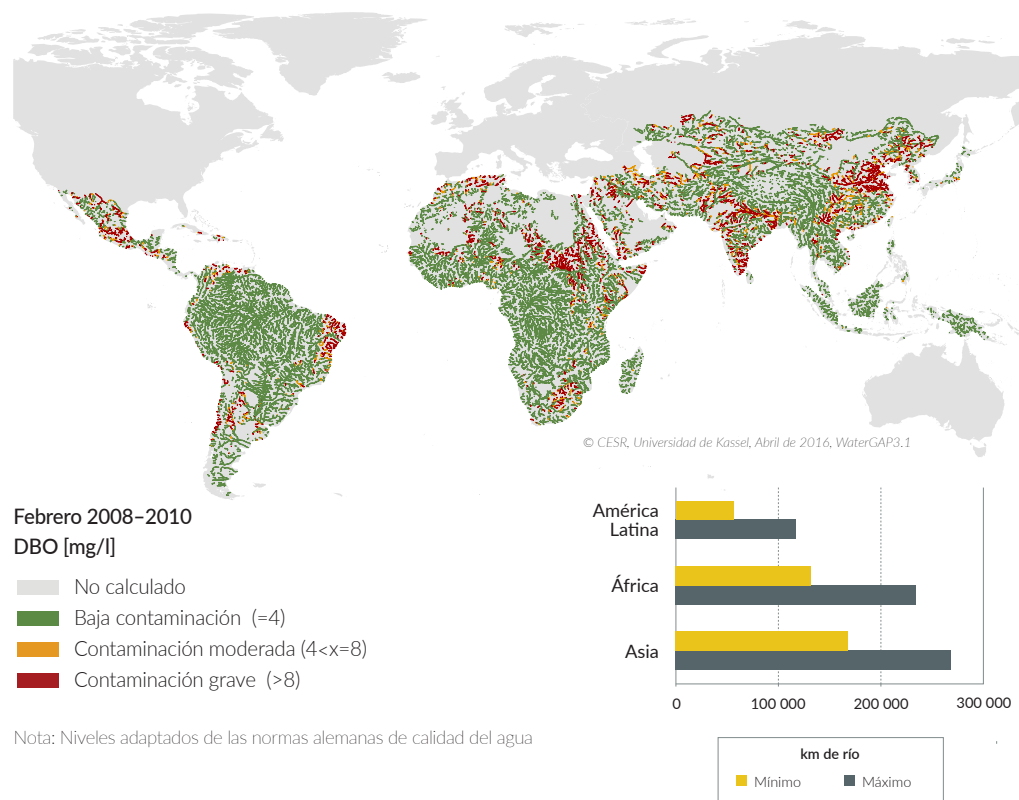 © CESR, Universidad de Kassel, Abril de 2016, WaterGAP3.1
Febrero 2008–2010
DBO [mg/l]
No calculado
Baja contaminación (=4)
Contaminación moderada (4<x=8)
Contaminación grave (>8)
Nota: Niveles adaptados de las normas alemanas de calidad del agua
América
Latina
África
Asia
0 100 000 200 000 300 000
km de río
Mínimo Máximo